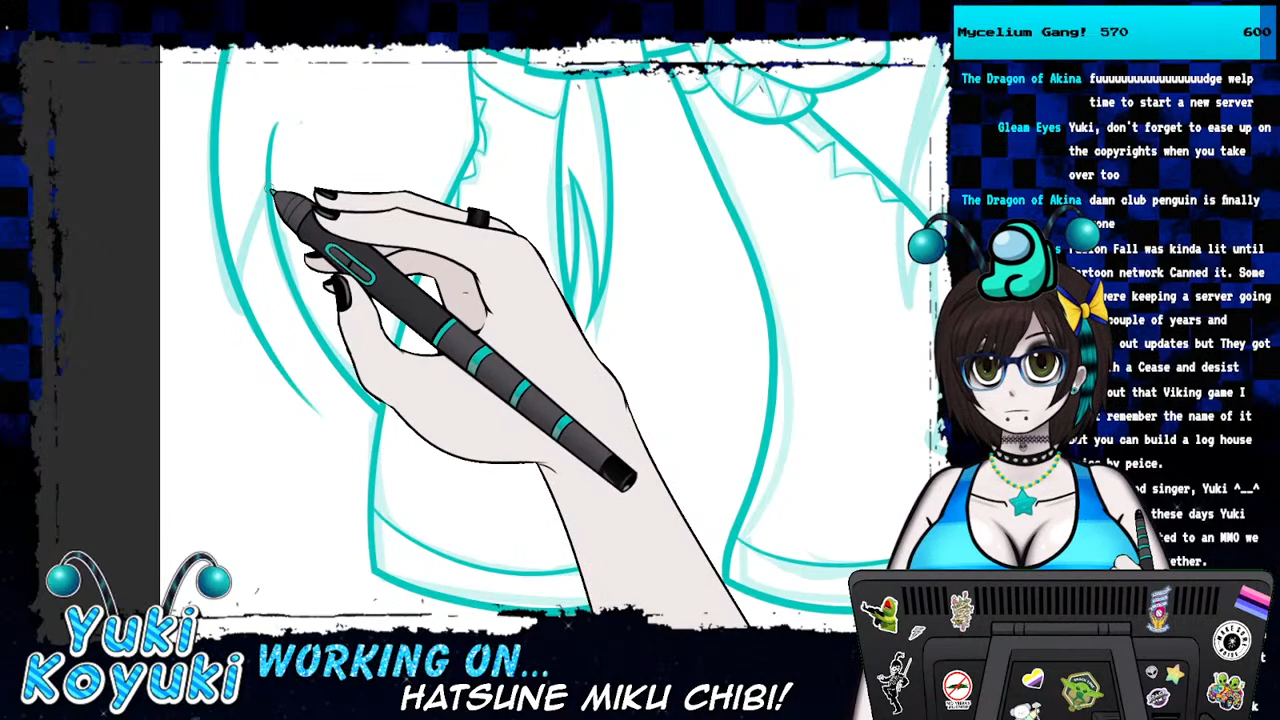 Mycelium Gang! 570 600
The Dragon of Akina fuuuuuuuuuuuuuuuudge welp
time to start a new server
Gleam Eyes Yuki, don't forget to ease up on
the copyrights when you take
over too
The Dragon of Akina damn club penguin is finally
one
Fall was kinda lit until
artoon network Canned it. Some
were keeping a server going
couple of years and
out updates but They got
a Cease and desist
out that Viking game I
remember the name of it
you can build a log house
by peice.
singer, Yuki ^__^
these days Yuki
to an MMO we
Yuki
Koyuki
WORKING ON...
HATSUNE MIKU CHIBI!